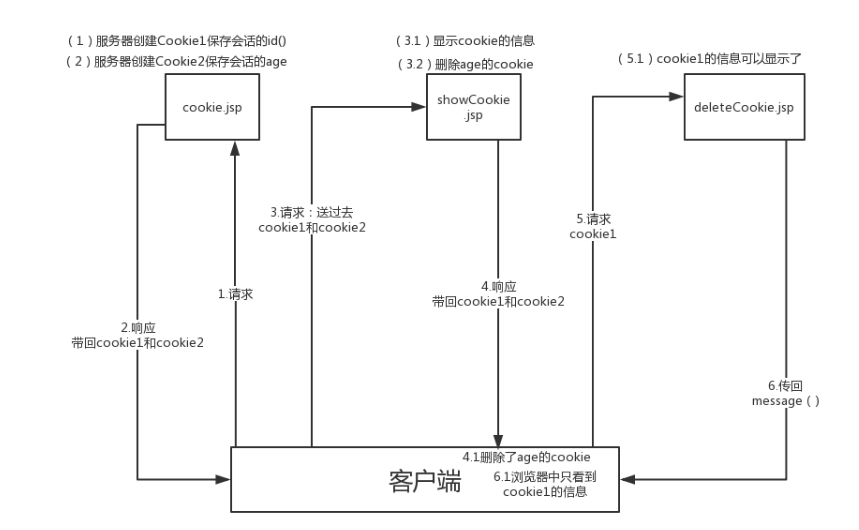 （1）服务器创建Cookie1保存会话的id()
（2）服务器创建Cookie2保存会话的age
cookie.jsp
（3.1）显示cookie的信息
（3.2）删除age的cookie
showCookie
.jsp
（5.1）cookie1的信息可以显示了
deleteCookie.jsp
3.请求：送过去
cookie1和cookie2
5.请求
cookie1
1.请求
4.响应
带回cookie1和cookie2
2.响应
带回cookie1和cookie2
6.传回
message（）
客户端
4.1删除了age的cookie
6.1浏览器中只看到
cookie1的信息